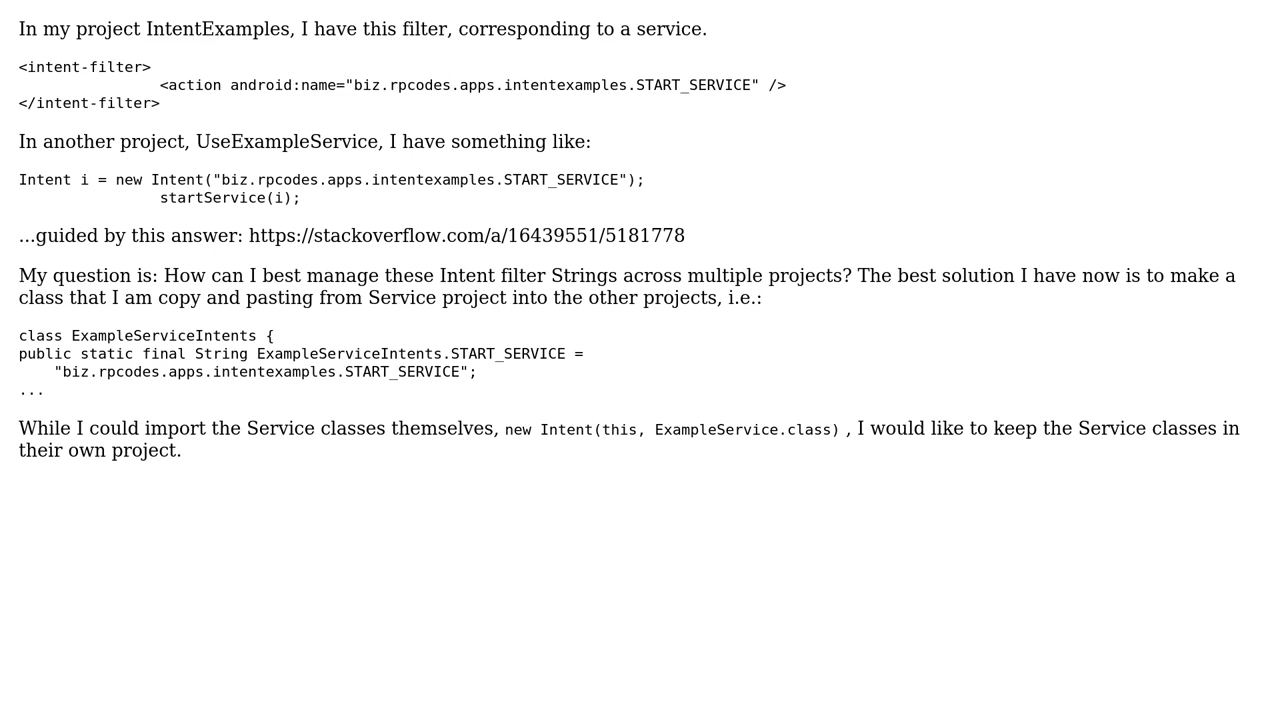 In my project IntentExamples, I have this filter, corresponding to a service.
<intent-filter>
<action android:name="biz.rpcodes.apps.intentexamples.START_SERVICE" />
</intent-filter>
In another project, UseExampleService, I have something like:
Intent i = new Intent("biz.rpcodes.apps.intentexamples.START_SERVICE");
startService(i);
...guided by this answer: https://stackoverflow.com/a/16439551/5181778
My question is: How can I best manage these Intent filter Strings across multiple projects? The best solution I have now is to make a
class that I am copy and pasting from Service project into the other projects, i.e.:
class ExampleServiceIntents {
public static final String ExampleServiceIntents.START_SERVICE =
"biz.rpcodes.apps.intentexamples.START_SERVICE";
...
While I could import the Service classes themselves, new Intent(this, ExampleService.class) , I would like to keep the Service classes in
their own project.